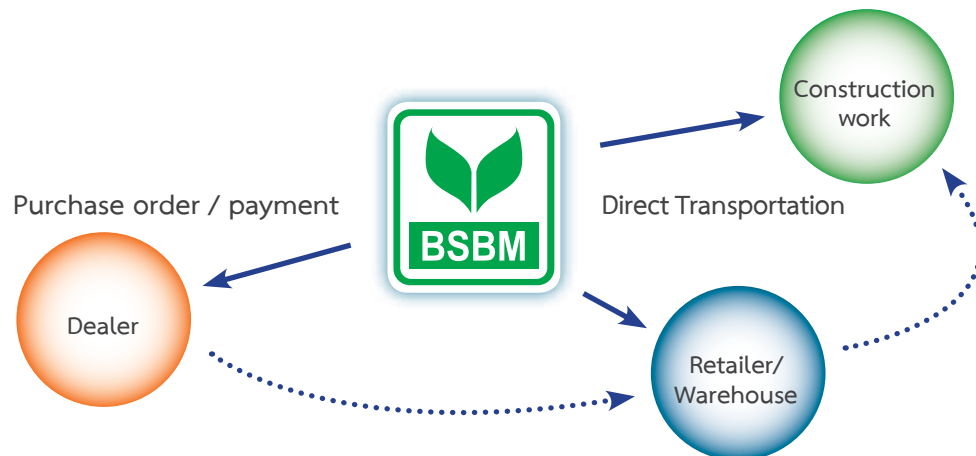 Construction
work
Purchase order / payment
Direct Transportation
BSBM
Dealer
Retailer/
Warehouse